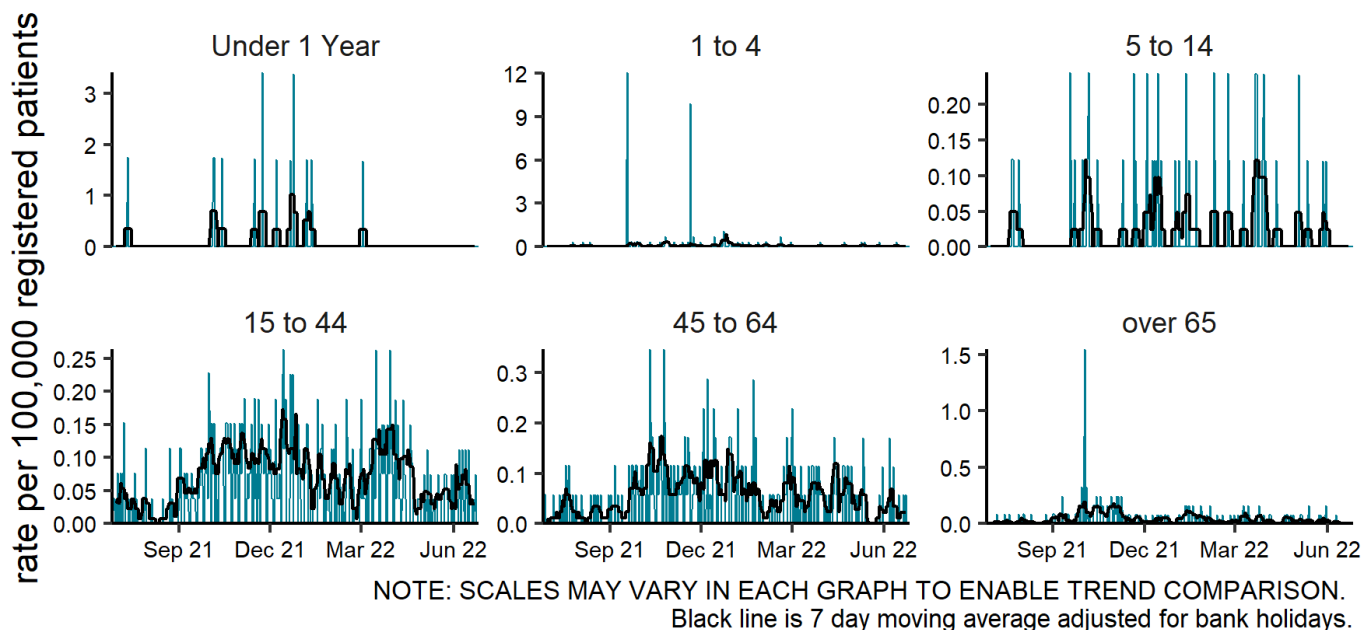 rate per 100,000 registered patients
Under 1 Year
3
2
1
0
1 to 4
12
9
6
3
0
5 to 14
0.20
0.15
0.10
0.05
0.00
15 to 44
0.25
0.20
0.15
0.10
0.05
0.00
Sep 21 Dec 21 Mar 22 Jun 22
45 to 64
0.3
0.2
0.1
0.0
Sep 21 Dec 21 Mar 22 Jun 22
over 65
1.5
1.0
0.5
0.0
Sep 21 Dec 21 Mar 22 Jun 22
NOTE: SCALES MAY VARY IN EACH GRAPH TO ENABLE TREND COMPARISON.
Black line is 7 day moving average adjusted for bank holidays.